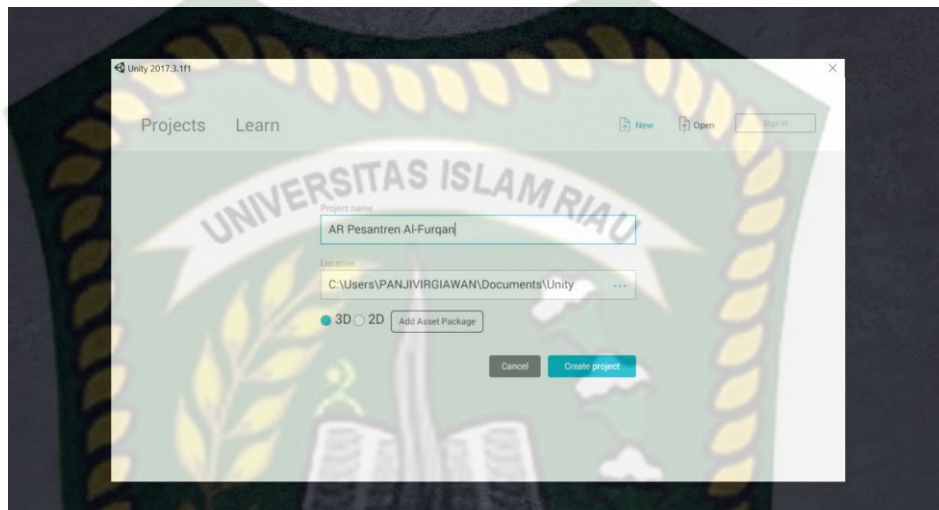 Unity 2017.3.1f1
Projects Learn New Open Sign in
UNIVERSITAS ISLAM RIAU
Project name
AR Pesantren Al-Furqan
Location
C:\Users\PANJIVIRGIAWAN\Documents\Unity ...
3D 2D Add Asset Package
Cancel Create project